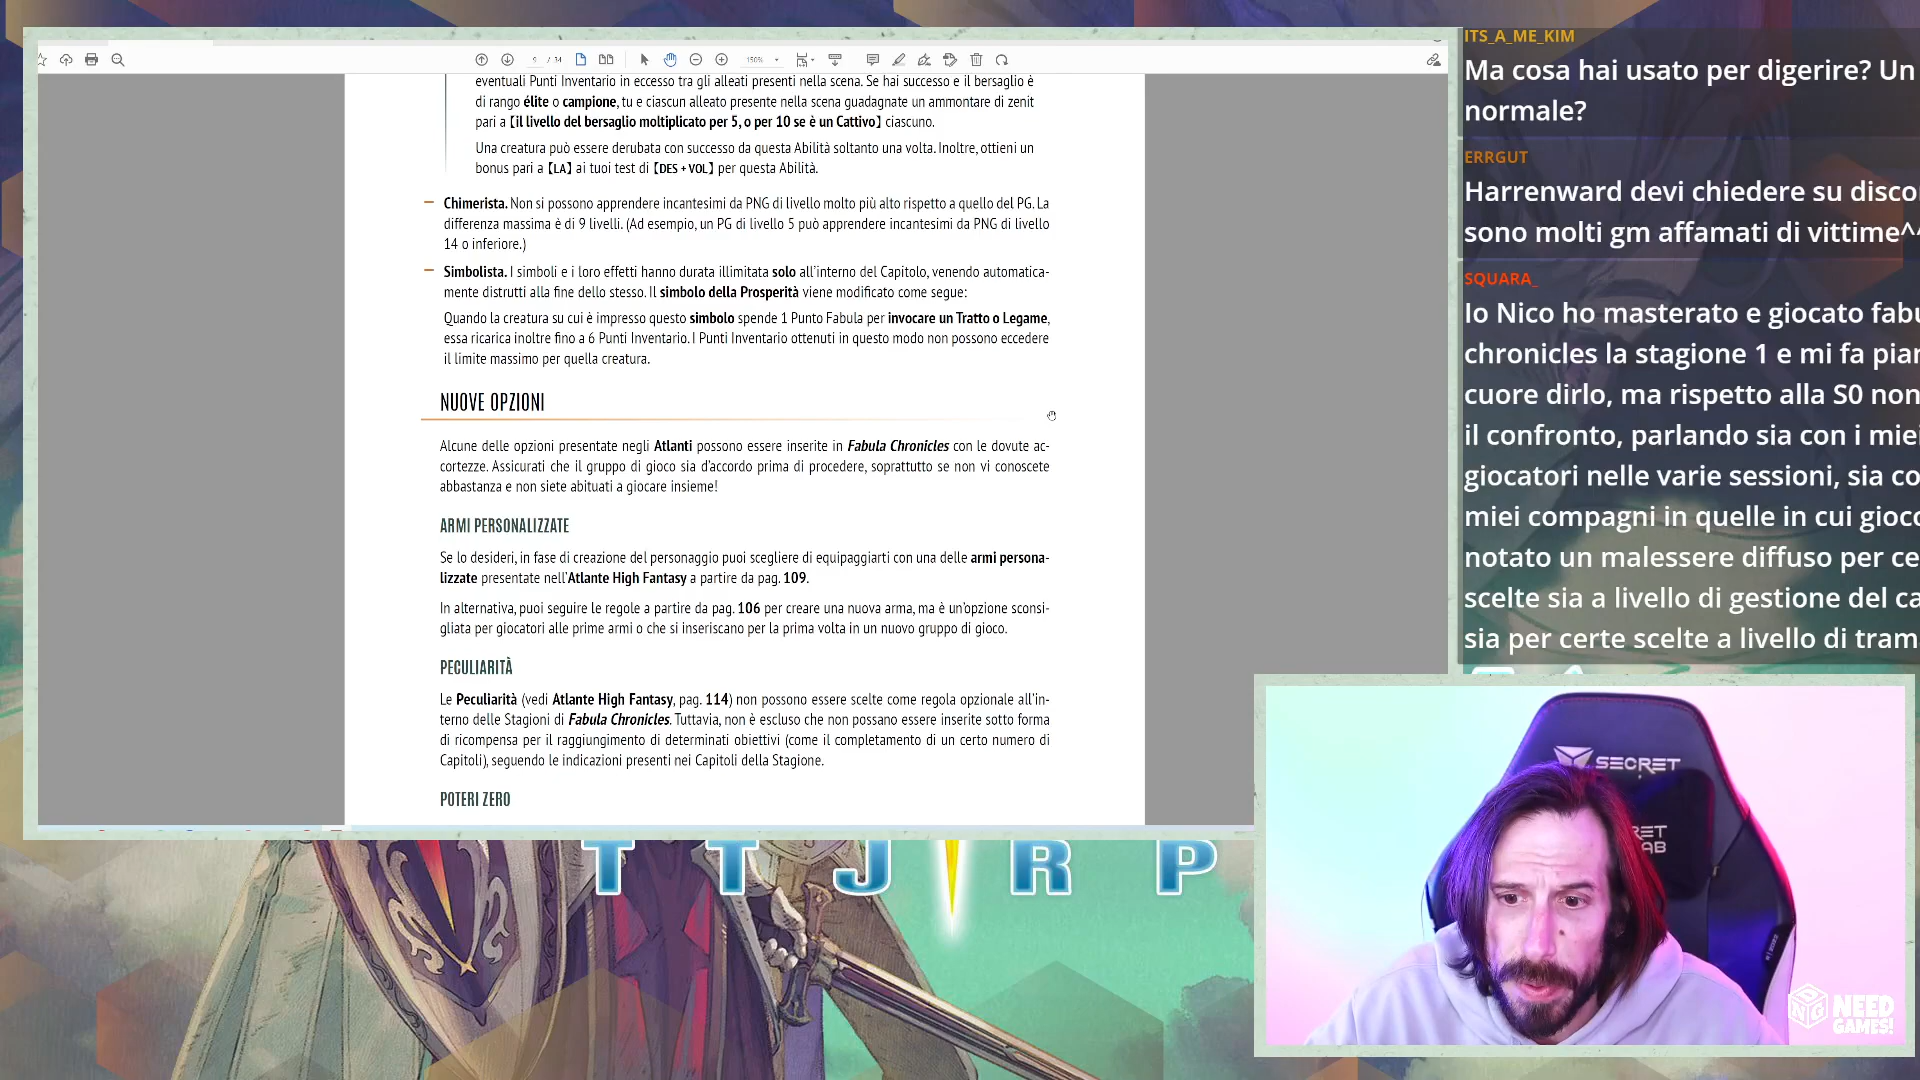 9 / 34
150%
eventuali Punti Inventario in eccesso tra gli alleati presenti nella scena. Se hai successo e il bersaglio è
di rango élite o campione, tu e ciascun alleato presente nella scena guadagnate un ammontare di zenit
pari a 【il livello del bersaglio moltiplicato per 5, o per 10 se è un Cattivo】 ciascuno.
Una creatura può essere derubata con successo da questa Abilità soltanto una volta. Inoltre, ottieni un
bonus pari a 【LA】 ai tuoi test di 【DES + VOL】 per questa Abilità.
– Chimerista. Non si possono apprendere incantesimi da PNG di livello molto più alto rispetto a quello del PG. La
differenza massima è di 9 livelli. (Ad esempio, un PG di livello 5 può apprendere incantesimi da PNG di livello
14 o inferiore.)
– Simbolista. I simboli e i loro effetti hanno durata illimitata solo all’interno del Capitolo, venendo automatica-
mente distrutti alla fine dello stesso. Il simbolo della Prosperità viene modificato come segue:
Quando la creatura su cui è impresso questo simbolo spende 1 Punto Fabula per invocare un Tratto o Legame,
essa ricarica inoltre fino a 6 Punti Inventario. I Punti Inventario ottenuti in questo modo non possono eccedere
il limite massimo per quella creatura.
NUOVE OPZIONI
Alcune delle opzioni presentate negli Atlanti possono essere inserite in Fabula Chronicles con le dovute ac-
cortezze. Assicurati che il gruppo di gioco sia d’accordo prima di procedere, soprattutto se non vi conoscete
abbastanza e non siete abituati a giocare insieme!
ARMI PERSONALIZZATE
Se lo desideri, in fase di creazione del personaggio puoi scegliere di equipaggiarti con una delle armi persona-
lizzate presentate nell’Atlante High Fantasy a partire da pag. 109.
In alternativa, puoi seguire le regole a partire da pag. 106 per creare una nuova arma, ma è un’opzione sconsi-
gliata per giocatori alle prime armi o che si inseriscano per la prima volta in un nuovo gruppo di gioco.
PECULIARITÀ
Le Peculiarità (vedi Atlante High Fantasy, pag. 114) non possono essere scelte come regola opzionale all’in-
terno delle Stagioni di Fabula Chronicles. Tuttavia, non è escluso che non possano essere inserite sotto forma
di ricompensa per il raggiungimento di determinati obiettivi (come il completamento di un certo numero di
Capitoli), seguendo le indicazioni presenti nei Capitoli della Stagione.
POTERI ZERO
ITS_A_ME_KIM
Ma cosa hai usato per digerire? Un
normale?
ERRGUT
Harrenward devi chiedere su disco
sono molti gm affamati di vittime^^
SQUARA_
Io Nico ho masterato e giocato fabu
chronicles la stagione 1 e mi fa pian
cuore dirlo, ma rispetto alla S0 non
il confronto, parlando sia con i miei
giocatori nelle varie sessioni, sia co
miei compagni in quelle in cui gioco
notato un malessere diffuso per ce
scelte sia a livello di gestione del ca
sia per certe scelte a livello di tram
T T J R P
SECRET
NEED
GAMES!